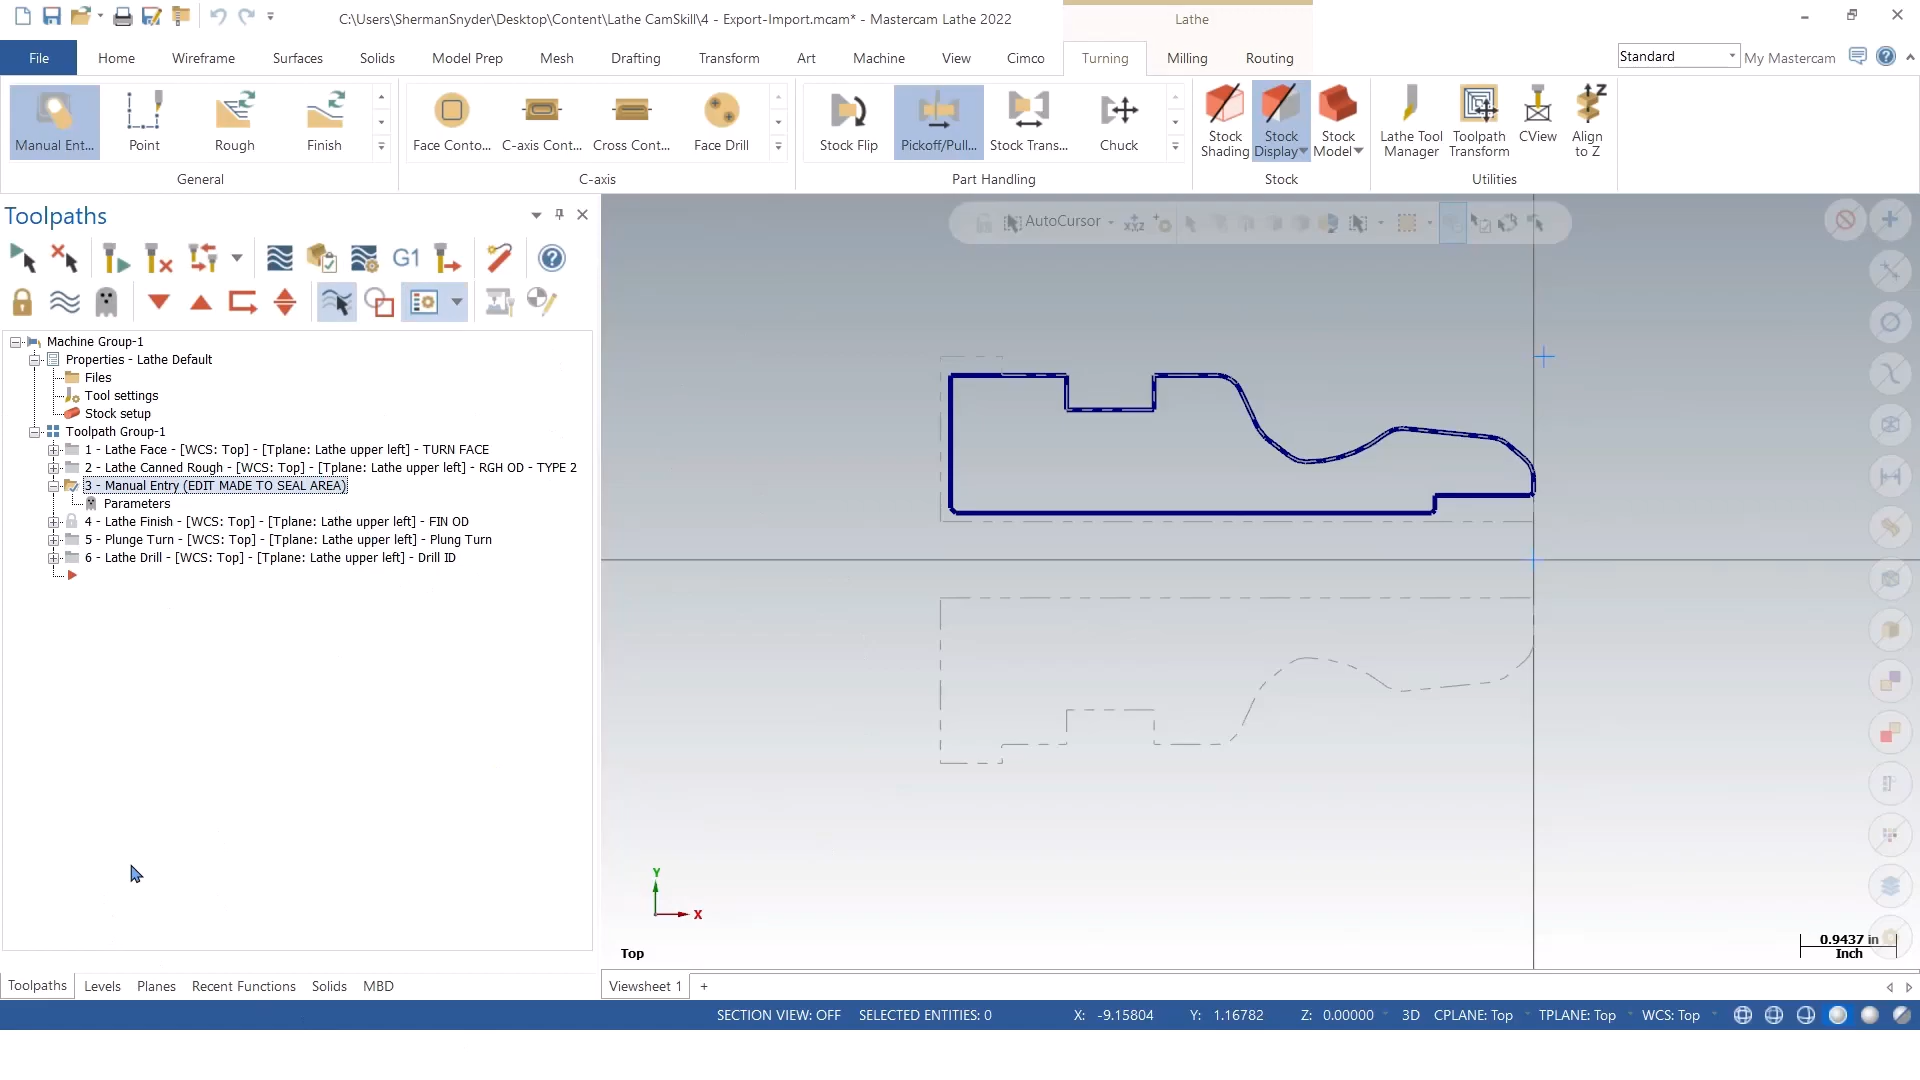 C:\Users\ShermanSnyder\Desktop\Content\Lathe CamSkill\4 - Export-Import.mcam* - Mastercam Lathe 2022
Lathe
File Home Wireframe Surfaces Solids Model Prep Mesh Drafting Transform Art Machine View Cimco Turning Milling Routing
Standard My Mastercam
Manual Ent... Point Rough Finish
General
Face Conto... C-axis Cont... Cross Cont... Face Drill
C-axis
Stock Flip Pickoff/Pull... Stock Trans... Chuck
Part Handling
Stock Shading Stock Display Stock Model
Stock
Lathe Tool Manager Toolpath Transform CView Align to Z
Utilities
Toolpaths
G1
AutoCursor
Machine Group-1
Properties - Lathe Default
Files
Tool settings
Stock setup
Toolpath Group-1
1 - Lathe Face - [WCS: Top] - [Tplane: Lathe upper left] - TURN FACE
2 - Lathe Canned Rough - [WCS: Top] - [Tplane: Lathe upper left] - RGH OD - TYPE 2
3 - Manual Entry (EDIT MADE TO SEAL AREA)
Parameters
4 - Lathe Finish - [WCS: Top] - [Tplane: Lathe upper left] - FIN OD
5 - Plunge Turn - [WCS: Top] - [Tplane: Lathe upper left] - Plung Turn
6 - Lathe Drill - [WCS: Top] - [Tplane: Lathe upper left] - Drill ID
Y
X
Top
0.9437 in
Inch
Toolpaths Levels Planes Recent Functions Solids MBD
Viewsheet 1 +
SECTION VIEW: OFF SELECTED ENTITIES: 0 X: -9.15804 Y: 1.16782 Z: 0.00000 3D CPLANE: Top TPLANE: Top WCS: Top